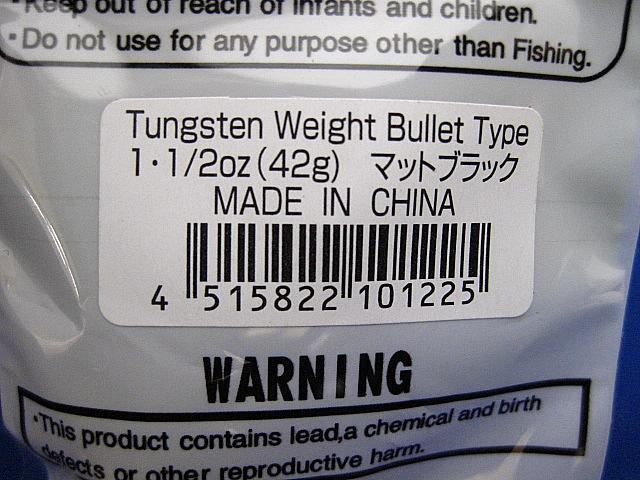 ・Keep out of reach of infants and children.
・Do not use for any purpose other than Fishing.
Tungsten Weight Bullet Type
1・1/2oz(42g) マットブラック
MADE IN CHINA
4 515822 101225
WARNING
・This product contains lead,a chemical and birth
defects or other reproductive harm.